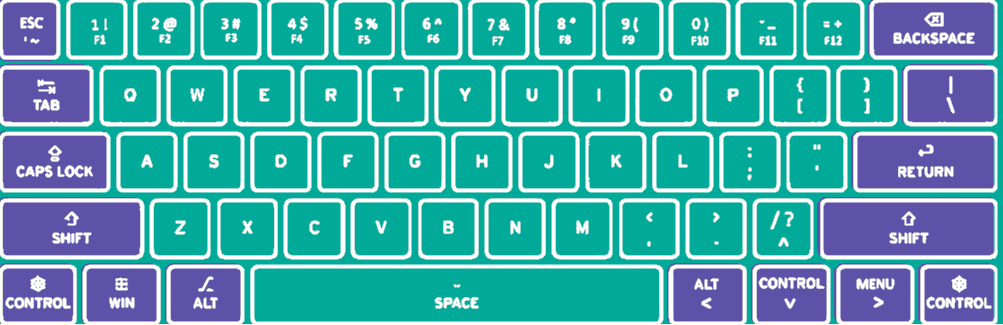 ESC 1 ! 2 @ 3 # 4 $ 5 % 6 ^ 7 & 8 * 9 ( 0 ) - _ = + BACKSPACE
' ~ F1 F2 F3 F4 F5 F6 F7 F8 F9 F10 F11 F12
TAB Q W E R T Y U I O P { [ } ] | \
CAPS LOCK A S D F G H J K L : ; " ' RETURN
SHIFT Z X C V B N M < , > . / ? ^ SHIFT
CONTROL WIN ALT SPACE ALT < CONTROL v MENU > CONTROL